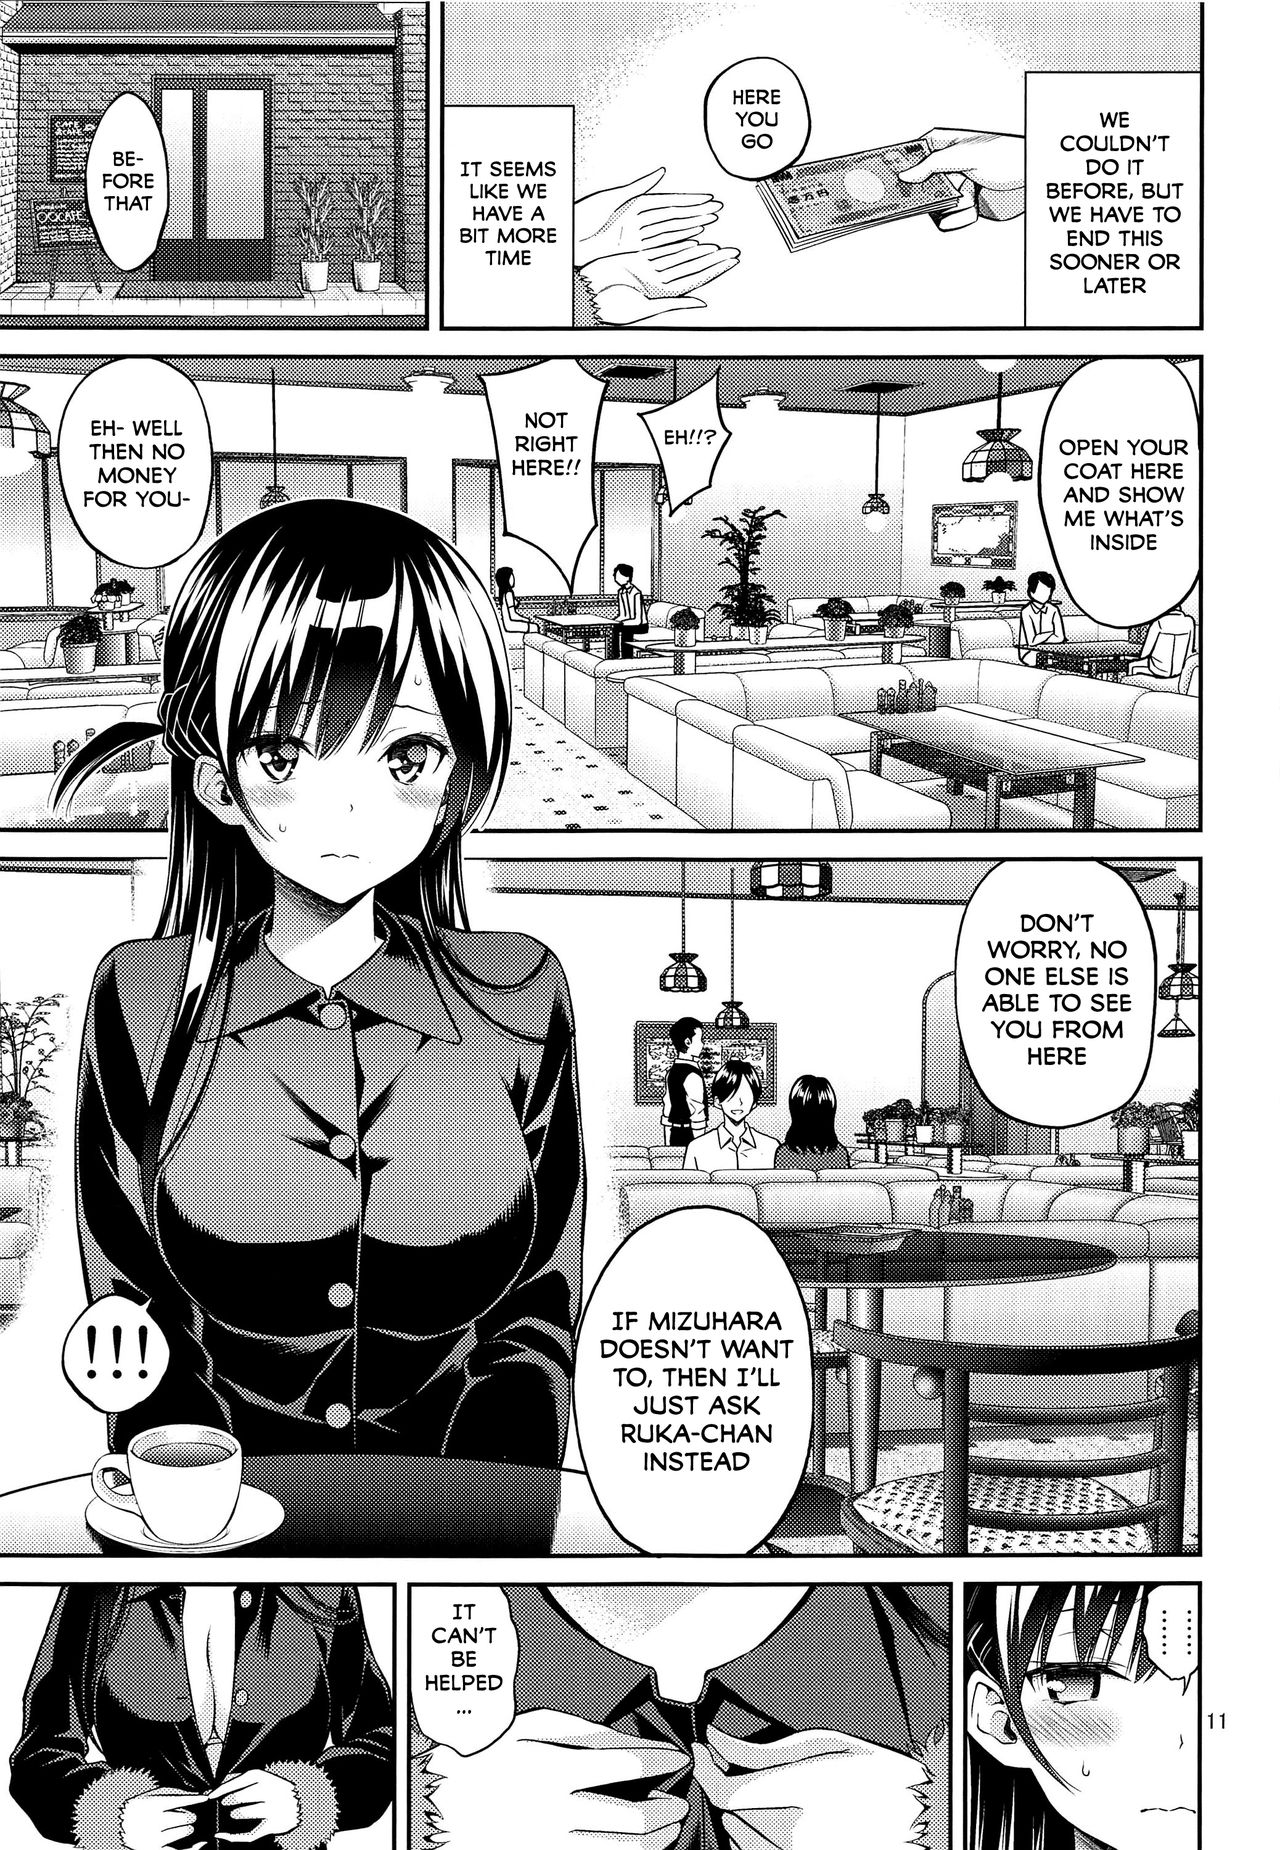 WE
COULDN'T
DO IT
BEFORE, BUT
WE HAVE TO
END THIS
SOONER OR
LATER
HERE
YOU
GO
IT SEEMS
LIKE WE
HAVE A
BIT MORE
TIME
BE-
FORE
THAT
OPEN YOUR
COAT HERE
AND SHOW
ME WHAT'S
INSIDE
EH!!?
NOT
RIGHT
HERE!!
EH- WELL
THEN NO
MONEY
FOR YOU-
DON'T
WORRY, NO
ONE ELSE IS
ABLE TO SEE
YOU FROM
HERE
IF MIZUHARA
DOESN'T WANT
TO, THEN I'LL
JUST ASK
RUKA-CHAN
INSTEAD
!!!
......
......
IT
CAN'T
BE
HELPED
...
11